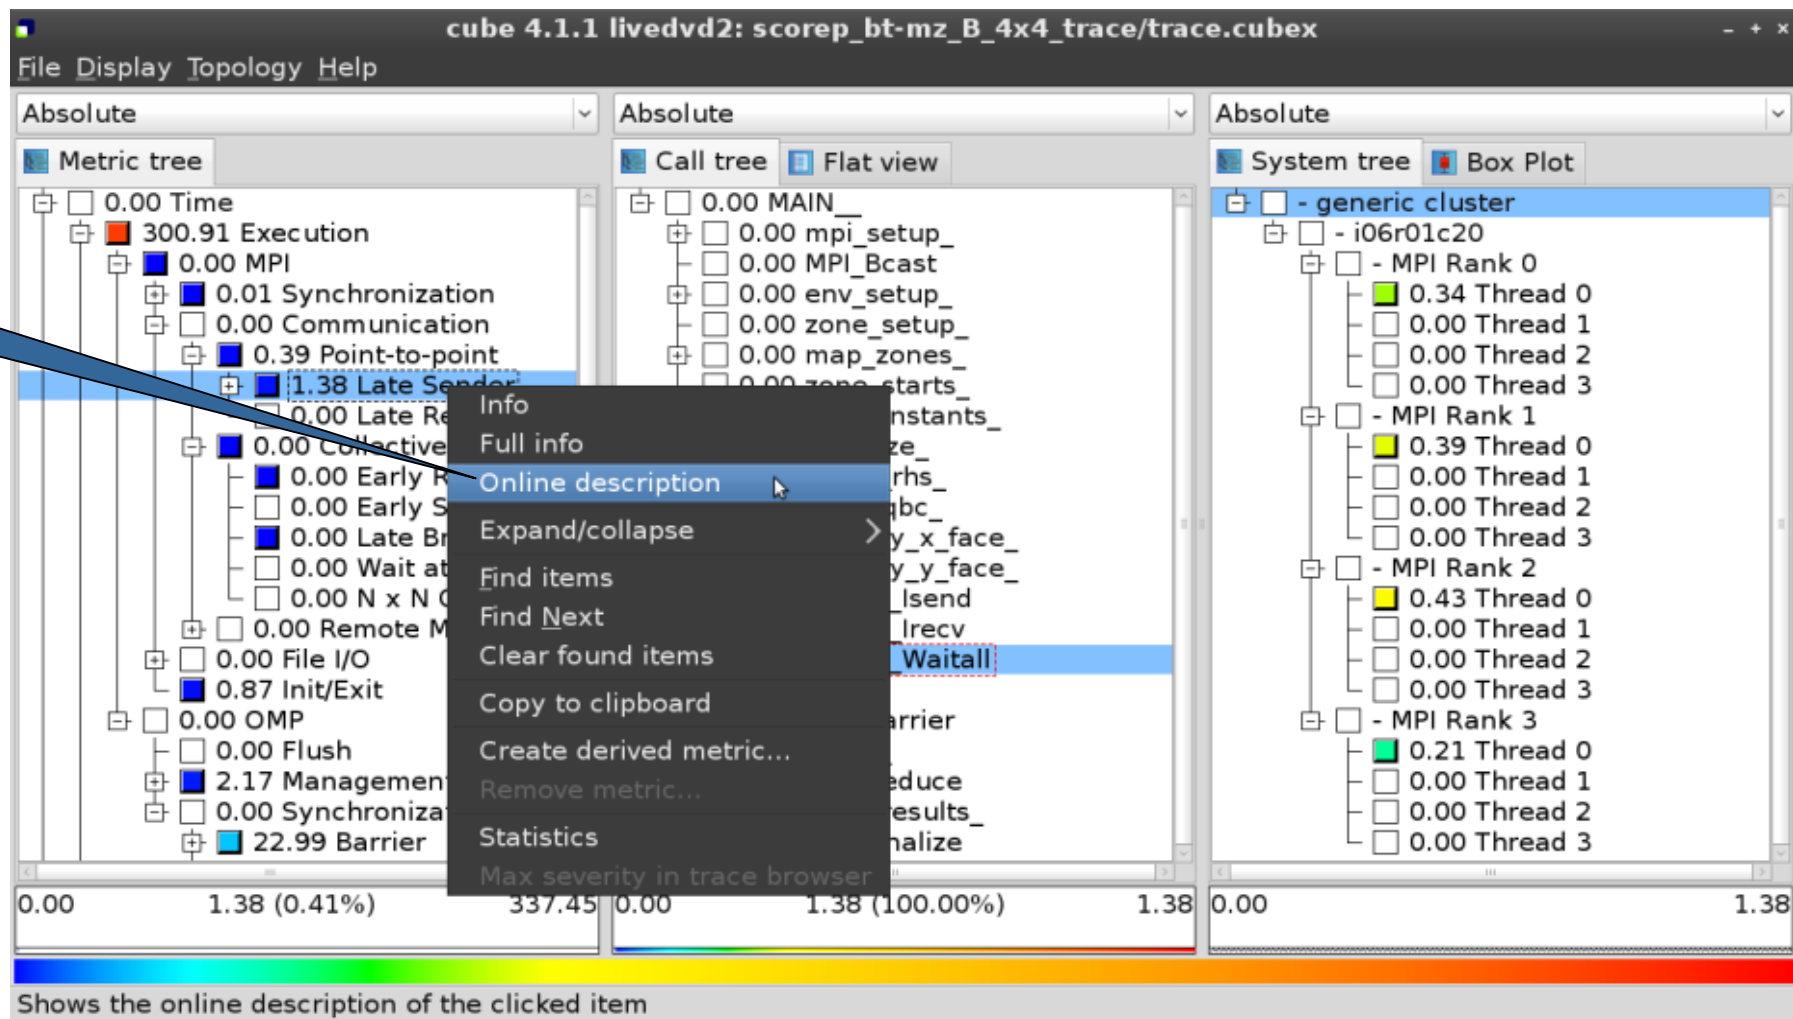 cube 4.1.1 livedvd2: scorep_bt-mz_B_4x4_trace/trace.cubex
File Display Topology Help
Absolute
Metric tree
0.00 Time
300.91 Execution
0.00 MPI
0.01 Synchronization
0.00 Communication
0.39 Point-to-point
1.38 Late Sender
0.00 Late Re
0.00 Collective
0.00 Early R
0.00 Early S
0.00 Late Br
0.00 Wait at
0.00 N x N
0.00 Remote M
0.00 File I/O
0.87 Init/Exit
0.00 OMP
0.00 Flush
2.17 Management
0.00 Synchroniza
22.99 Barrier
0.00 1.38 (0.41%) 337.45
Info
Full info
Online description
Expand/collapse
Find items
Find Next
Clear found items
Copy to clipboard
Create derived metric...
Remove metric...
Statistics
Max severity in trace browser
Absolute
Call tree Flat view
0.00 MAIN__
0.00 mpi_setup_
0.00 MPI_Bcast
0.00 env_setup_
0.00 zone_setup_
0.00 map_zones_
0.00 zone_starts_
nstants_
ze_
rhs_
qbc_
y_x_face_
y_y_face_
_Isend
_Irecv
_Waitall
arrier
educe
esults_
nalize
0.00 1.38 (100.00%) 1.38
Absolute
System tree Box Plot
- generic cluster
- i06r01c20
- MPI Rank 0
0.34 Thread 0
0.00 Thread 1
0.00 Thread 2
0.00 Thread 3
- MPI Rank 1
0.39 Thread 0
0.00 Thread 1
0.00 Thread 2
0.00 Thread 3
- MPI Rank 2
0.43 Thread 0
0.00 Thread 1
0.00 Thread 2
0.00 Thread 3
- MPI Rank 3
0.21 Thread 0
0.00 Thread 1
0.00 Thread 2
0.00 Thread 3
0.00 1.38
Shows the online description of the clicked item